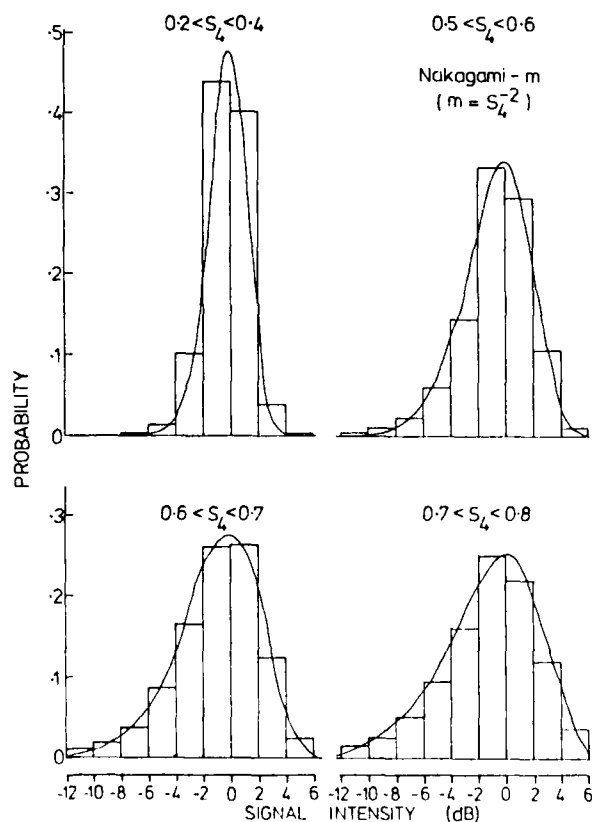 0.2<S4<0.4
0.5<S4<0.6
Nakagami-m
(m=S4^-2)
.5
.4
.3
.2
.1
0
PROBABILITY
0.6<S4<0.7
0.7<S4<0.8
.3
.2
.1
0
-12 -10 -8 -6 -4 -2 0 2 4 6
-12 -10 -8 -6 -4 -2 0 2 4 6
SIGNAL INTENSITY (dB)